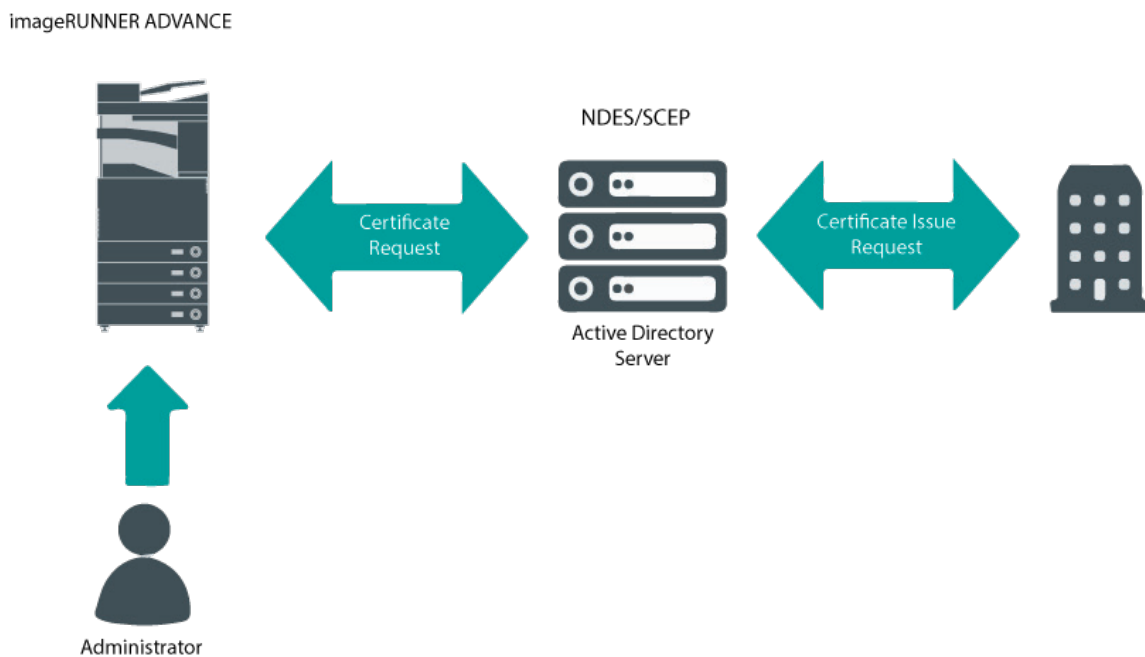 imageRUNNER ADVANCE
NDES/SCEP
Certificate
Request
Certificate Issue
Request
Active Directory
Server
Administrator